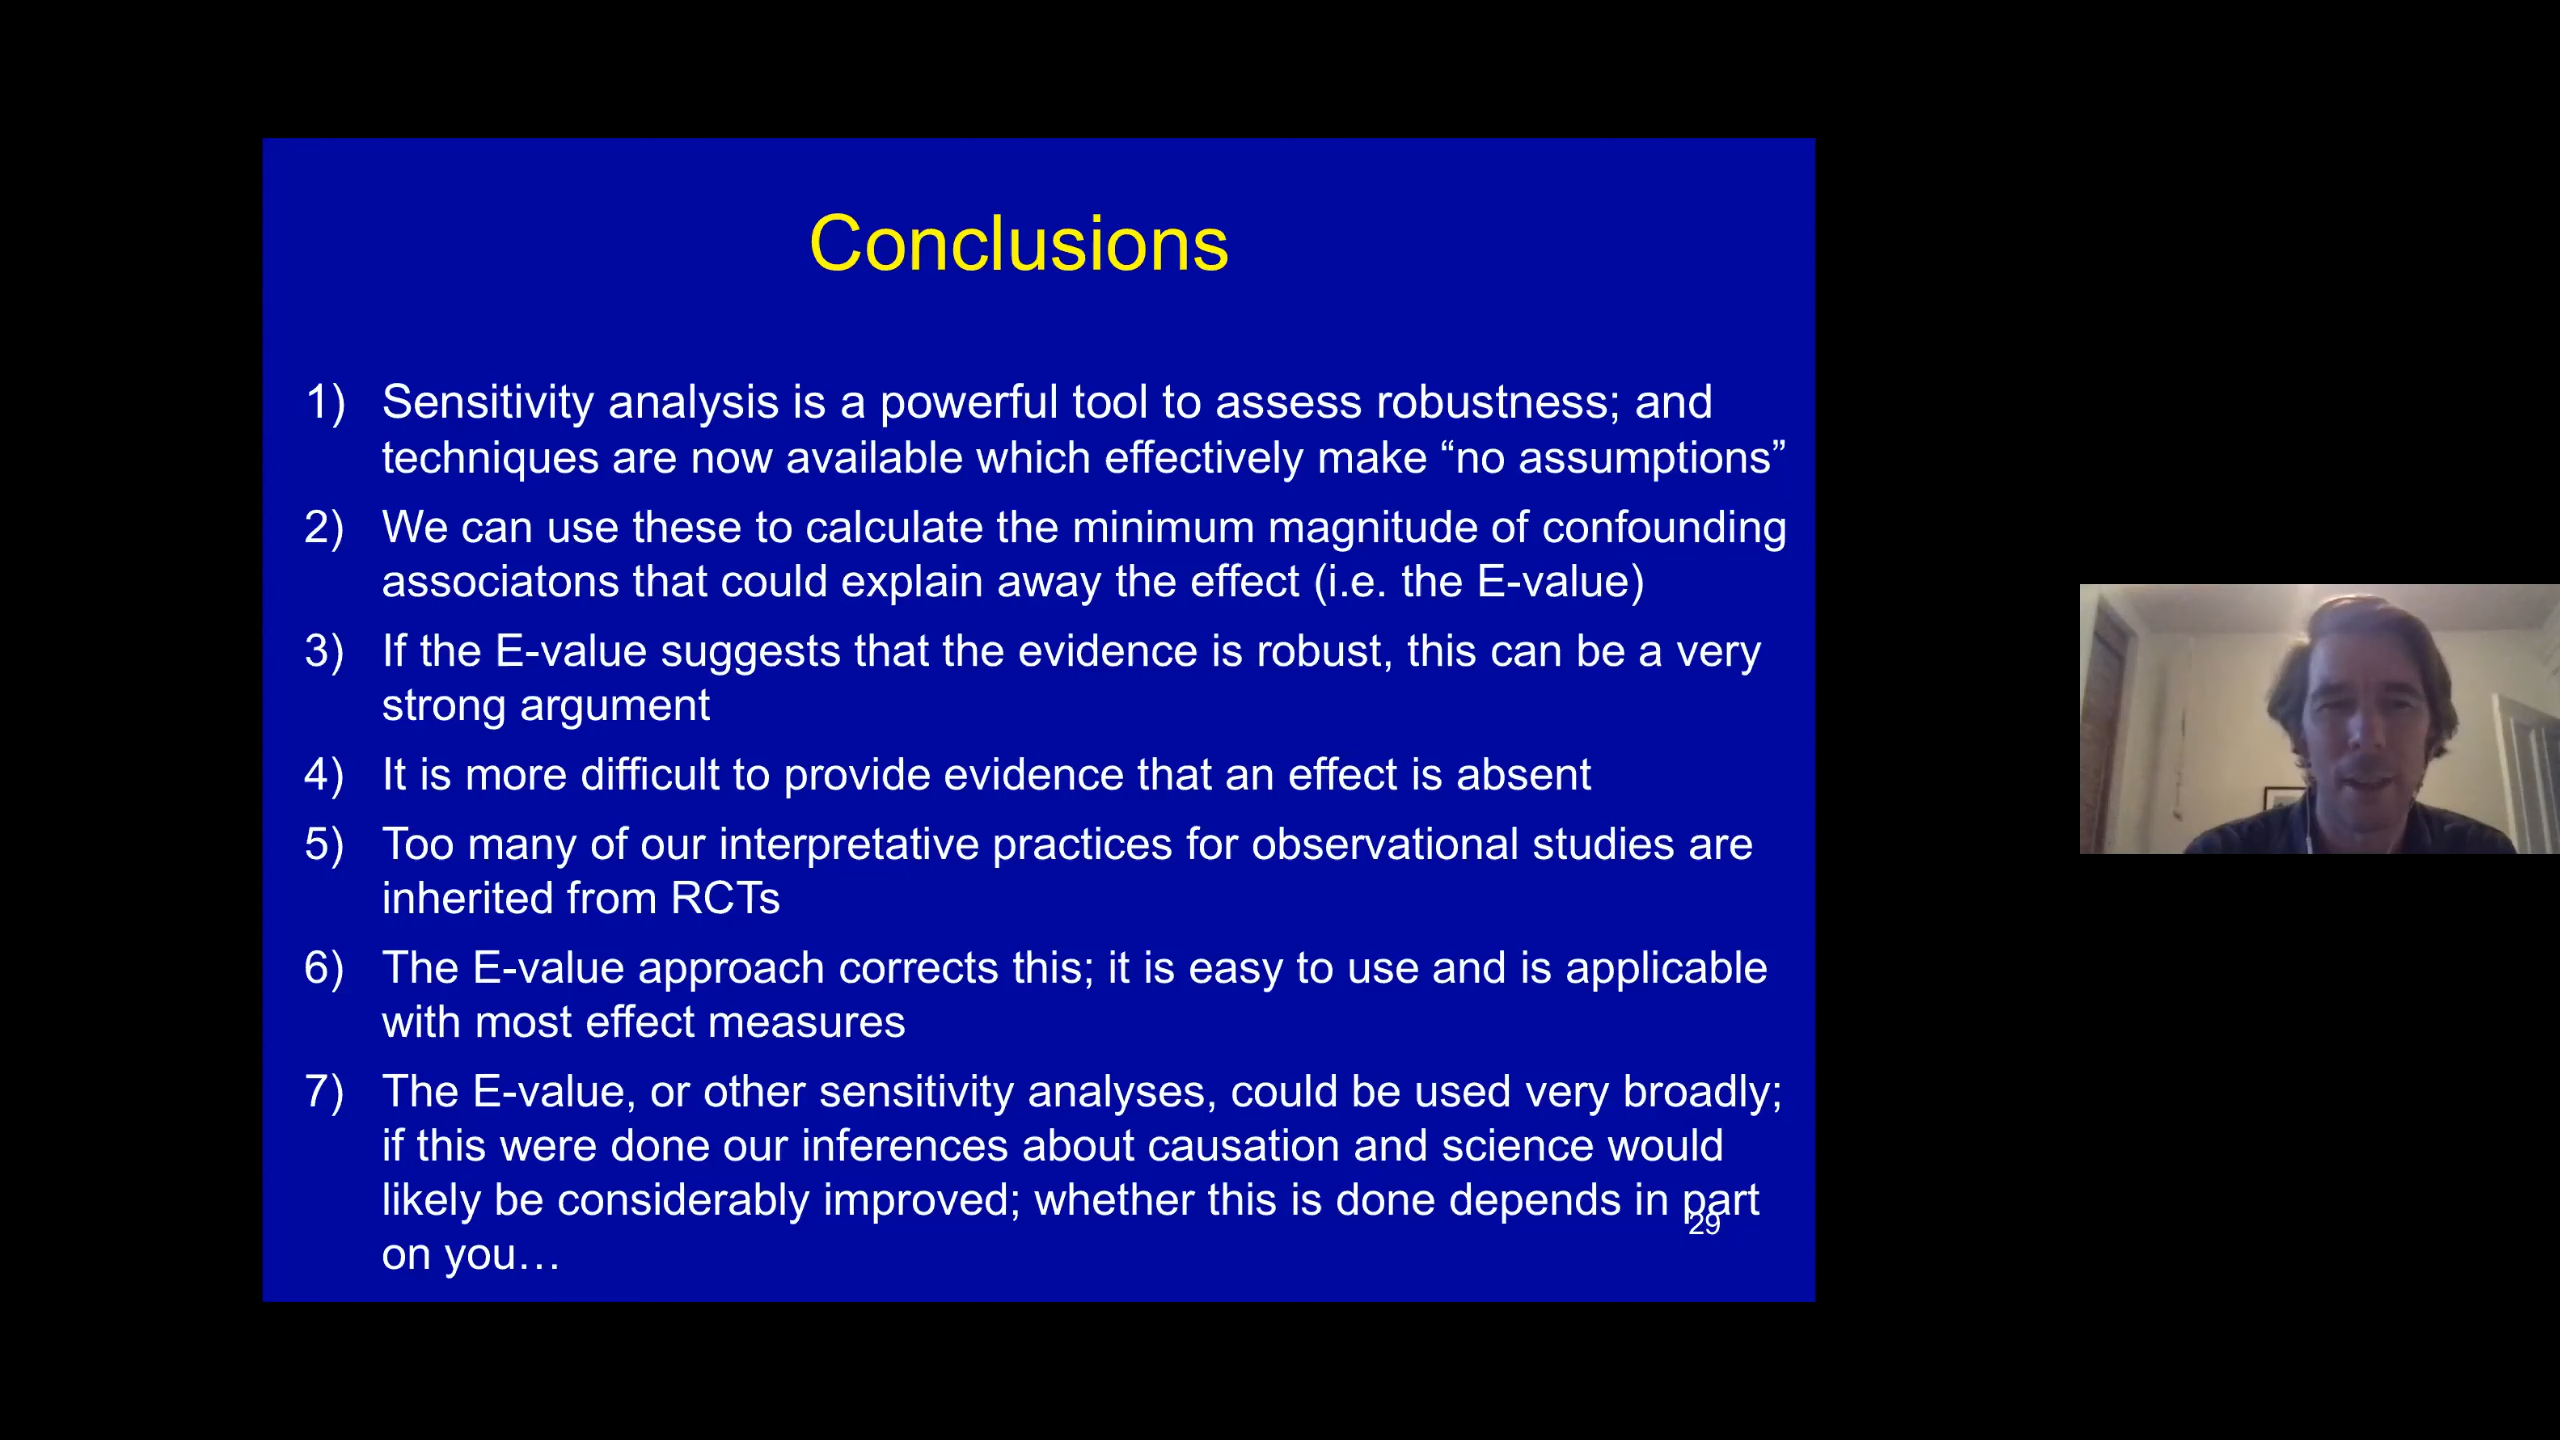 Conclusions
1) Sensitivity analysis is a powerful tool to assess robustness; and
techniques are now available which effectively make “no assumptions”
2) We can use these to calculate the minimum magnitude of confounding
associatons that could explain away the effect (i.e. the E-value)
3) If the E-value suggests that the evidence is robust, this can be a very
strong argument
4) It is more difficult to provide evidence that an effect is absent
5) Too many of our interpretative practices for observational studies are
inherited from RCTs
6) The E-value approach corrects this; it is easy to use and is applicable
with most effect measures
7) The E-value, or other sensitivity analyses, could be used very broadly;
if this were done our inferences about causation and science would
likely be considerably improved; whether this is done depends in part
on you…
29